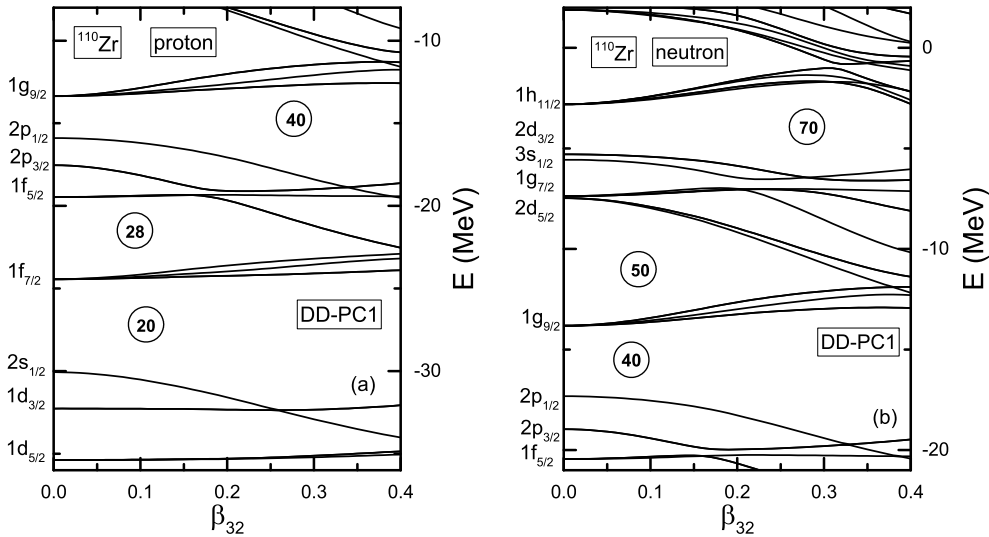 ¹¹⁰Zr proton
-10
1g₉/₂
40
2p₁/₂
2p₃/₂
1f₅/₂
-20
28
1f₇/₂
20
DD-PC1
2s₁/₂
-30
1d₃/₂
(a)
1d₅/₂
0.0 0.1 0.2 0.3 0.4
β₃₂
E (MeV)
¹¹⁰Zr neutron
0
1h₁₁/₂
2d₃/₂
70
3s₁/₂
1g₇/₂
2d₅/₂
-10
50
1g₉/₂
DD-PC1
40
2p₁/₂
(b)
2p₃/₂
1f₅/₂
-20
0.0 0.1 0.2 0.3 0.4
β₃₂
E (MeV)